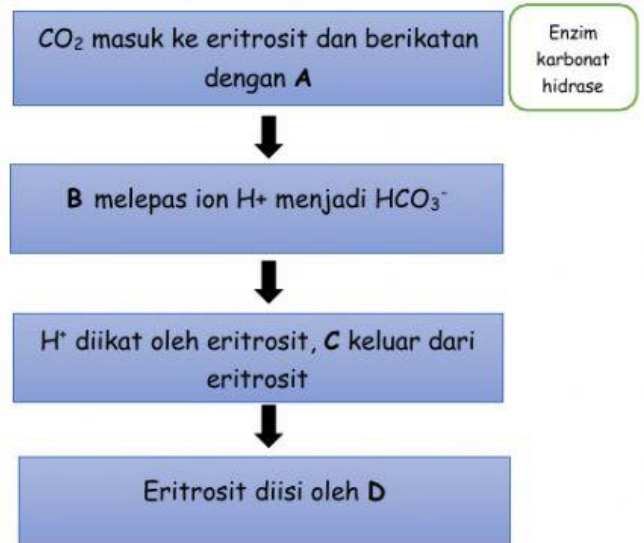 CO₂ masuk ke eritrosit dan berikatan
dengan A
Enzim
karbonat
hidrase
B melepas ion H+ menjadi HCO₃⁻
H⁺ diikat oleh eritrosit, C keluar dari
eritrosit
Eritrosit diisi oleh D